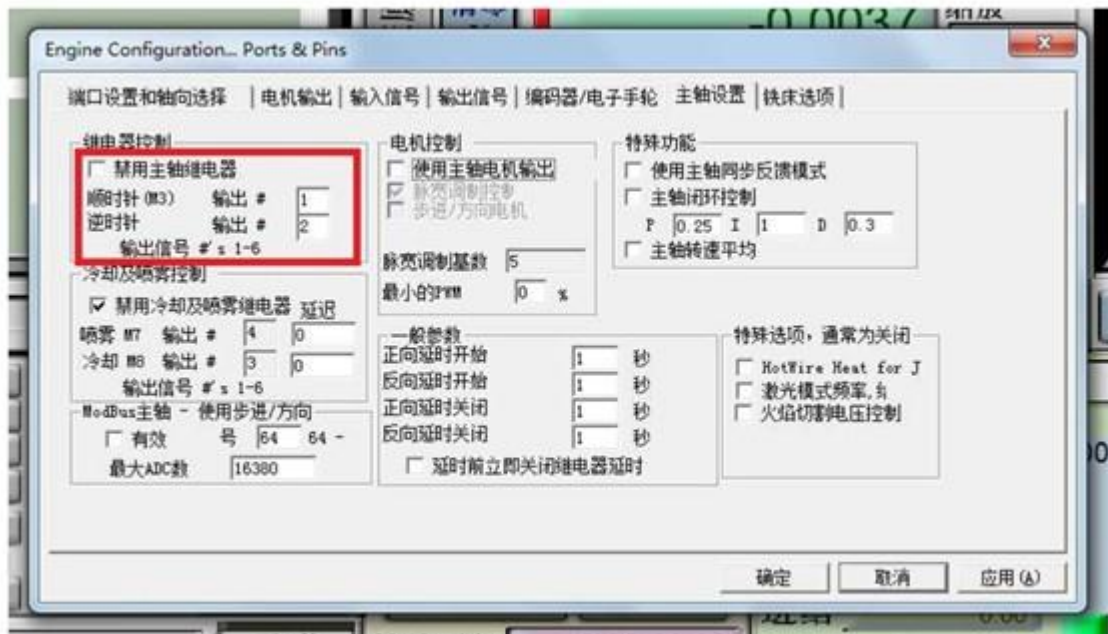 清零
-0.0037
缩放
Engine Configuration... Ports & Pins
端口设置和轴向选择 电机输出 输入信号 输出信号 编码器/电子手轮 主轴设置 铣床选项
继电器控制
禁用主轴继电器
顺时针(M3) 输出 # 1
逆时针 输出 # 2
输出信号 #'s 1-6
冷却及喷雾控制
禁用冷却及喷雾继电器 延迟
喷雾 M7 输出 # 4 0
冷却 M8 输出 # 3 0
输出信号 #'s 1-6
ModBus主轴 - 使用步进/方向
有效 号 64 64 -
最大ADC数 16380
电机控制
使用主轴电机输出
脉宽调制控制
步进/方向电机
脉宽调制基数 5
最小的PWM 0 %
一般参数
正向延时开始 1 秒
反向延时开始 1 秒
正向延时关闭 1 秒
反向延时关闭 1 秒
延时前立即关闭继电器延时
特殊功能
使用主轴同步反馈模式
主轴闭环控制
P 0.25 I 1 D 0.3
主轴转速平均
特殊选项，通常为关闭
HotWire Heat for J
激光模式频率,
火焰切割电压控制
确定 取消 应用(A)
进给
0.00